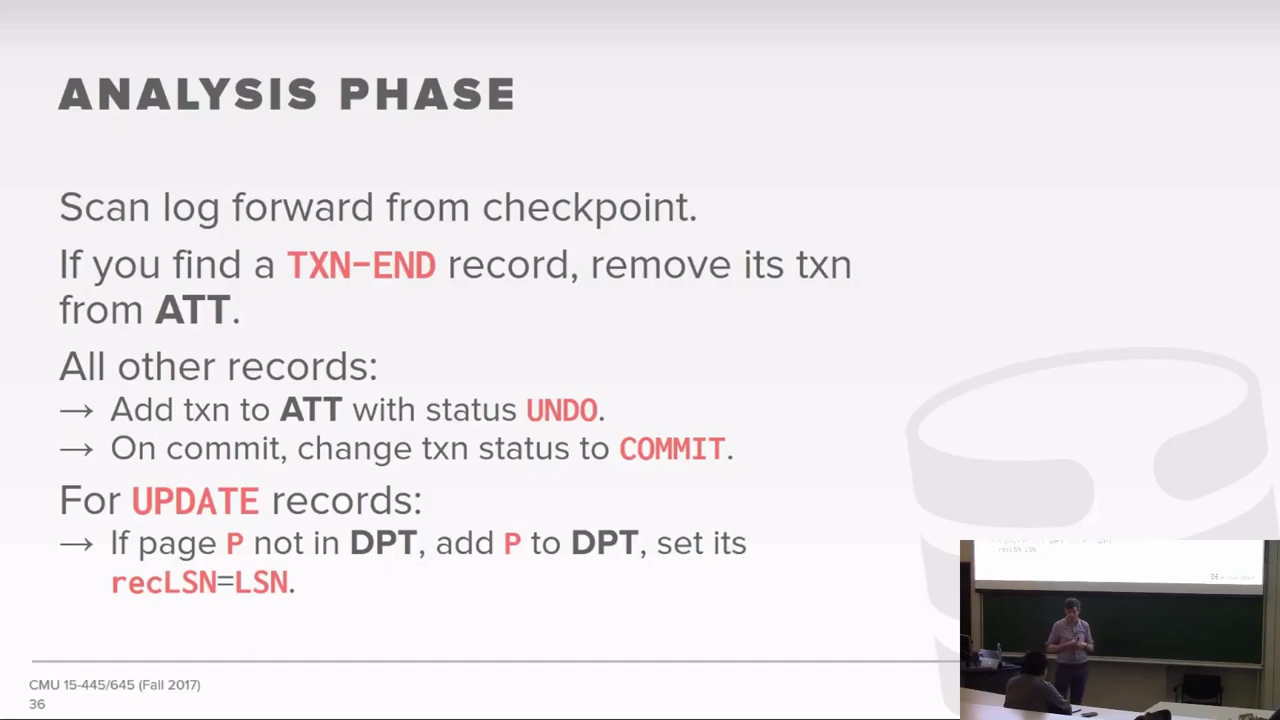 ANALYSIS PHASE
Scan log forward from checkpoint.
If you find a TXN-END record, remove its txn
from ATT.
All other records:
→ Add txn to ATT with status UNDO.
→ On commit, change txn status to COMMIT.
For UPDATE records:
→ If page P not in DPT, add P to DPT, set its
recLSN=LSN.
CMU 15-445/645 (Fall 2017)
36